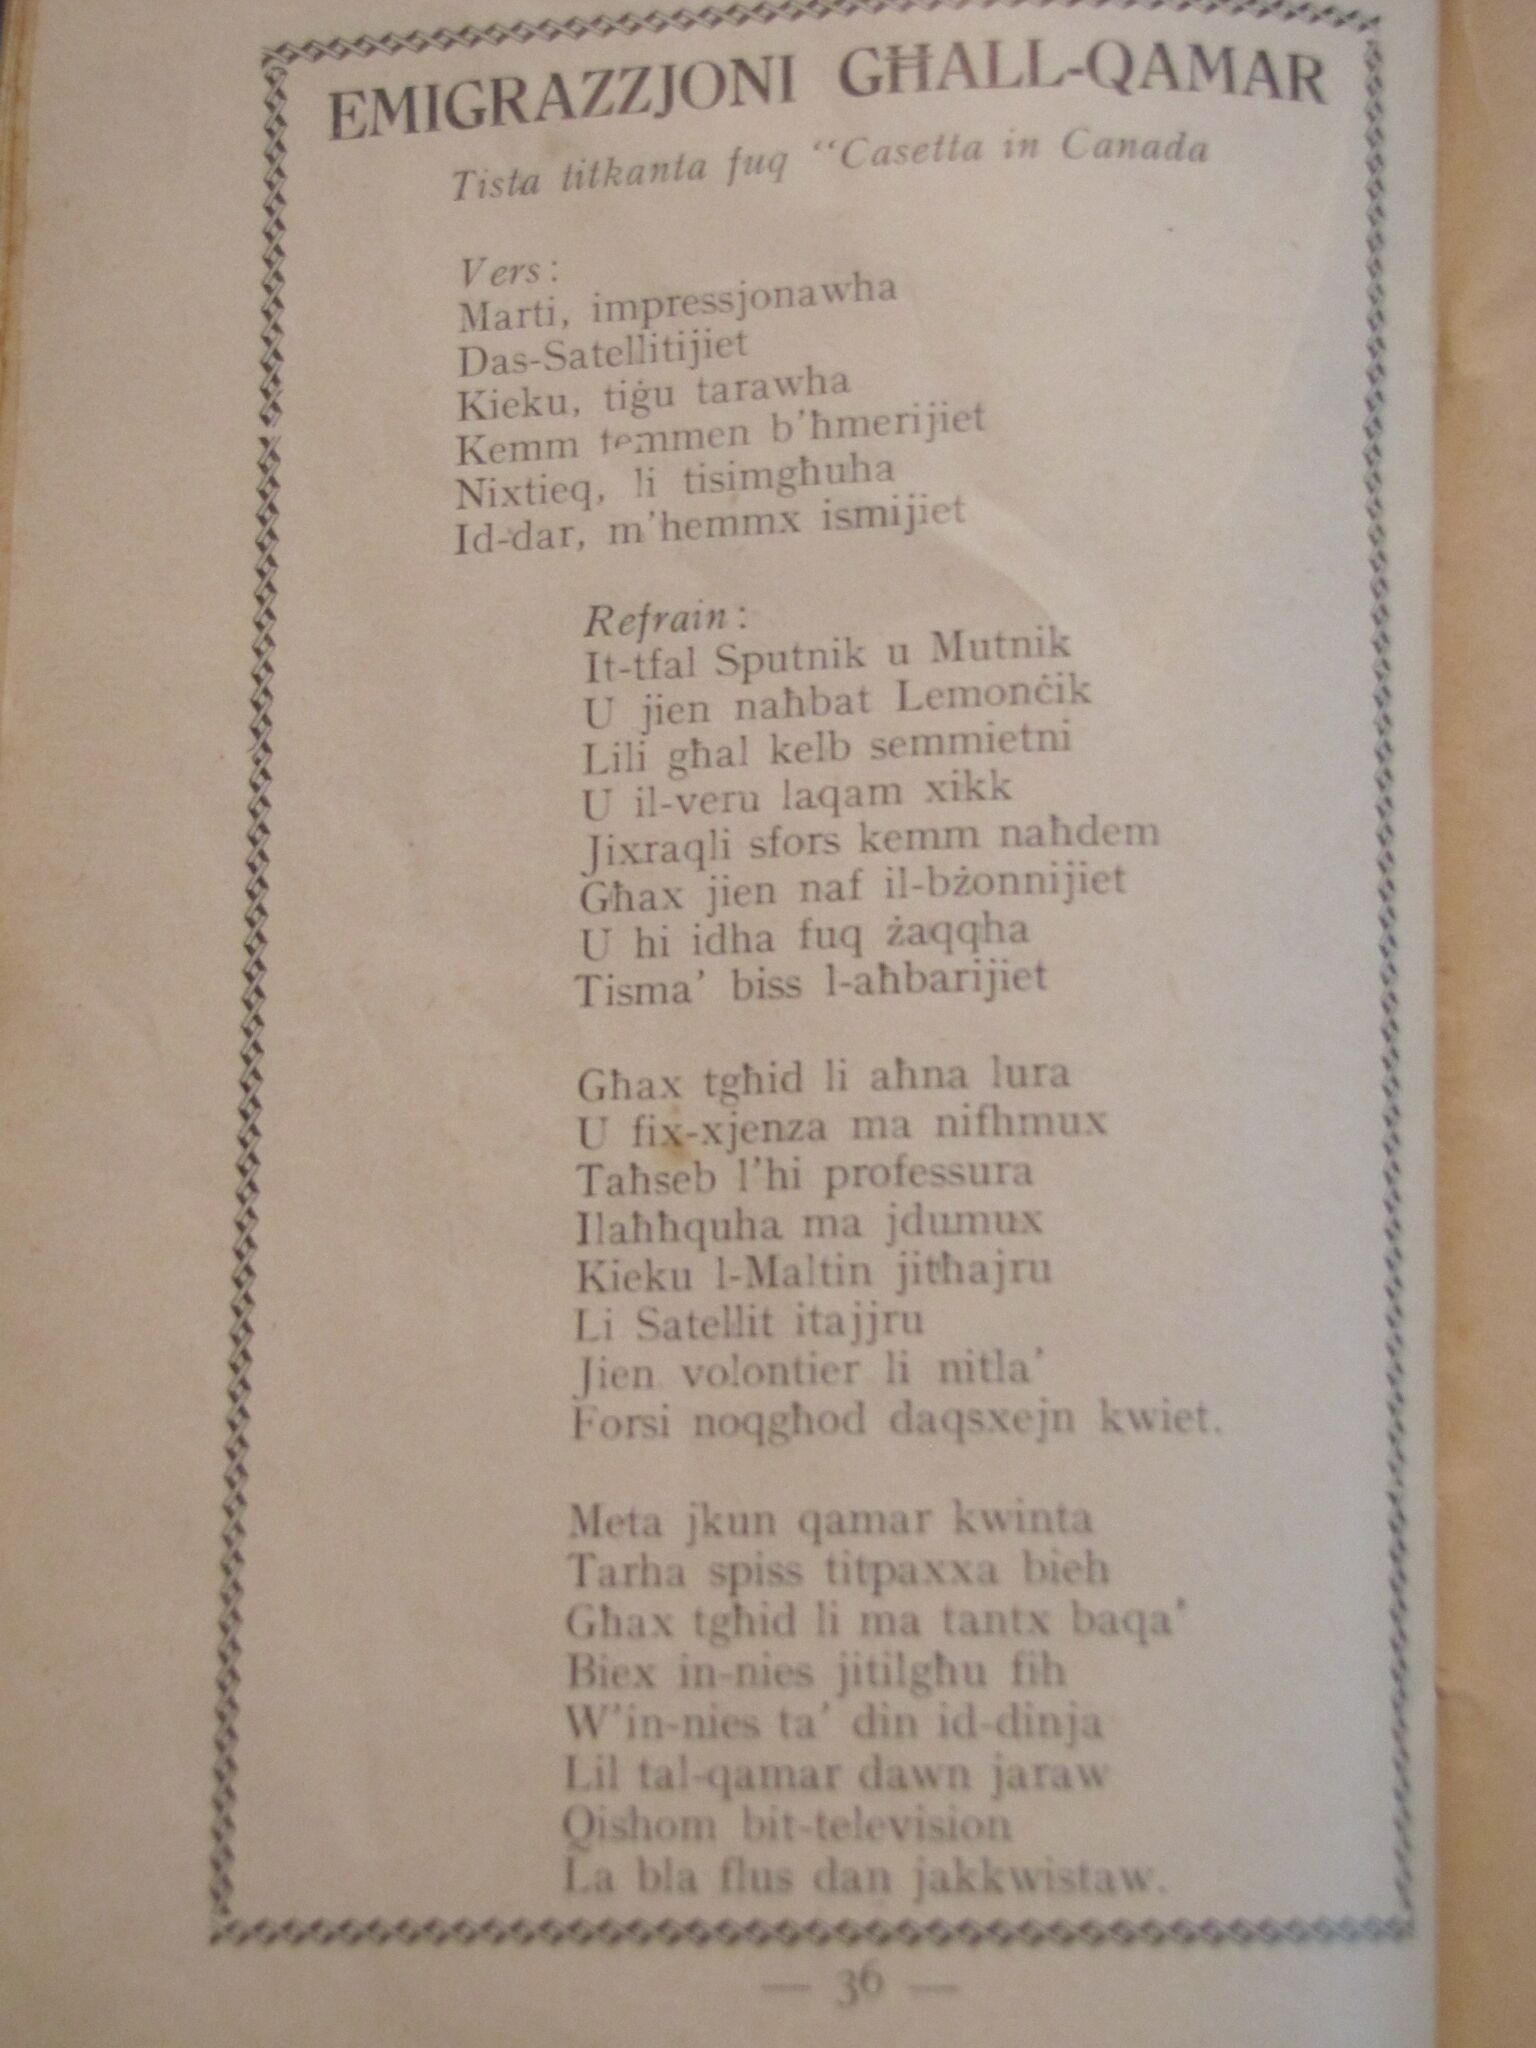 EMIGRAZZJONI GĦALL-QAMAR
Tista titkanta fuq “Casetta in Canada
Vers:
Marti, impressjonawha
Das-Satellitijiet
Kieku, tiġu tarawha
Kemm temmen b’ħmerijiet
Nixtieq, li tisimgħuha
Id-dar, m’hemmx ismijiet
Refrain:
It-tfal Sputnik u Mutnik
U jien naħbat Lemonċik
Lili għal kelb semmietni
U il-veru laqam xikk
Jixraqli sfors kemm naħdem
Għax jien naf il-bżonnijiet
U hi idha fuq żaqqha
Tisma’ biss l-aħbarijiet
Għax tgħid li aħna lura
U fix-xjenza ma nifhmux
Taħseb l’hi professura
Ilaħħquha ma jdumux
Kieku l-Maltin jitħajru
Li Satellit itajjru
Jien volontier li nitla’
Forsi noqgħod daqsxejn kwiet.
Meta jkun qamar kwinta
Tarha spiss titpaxxa bieh
Għax tgħid li ma tantx baqa’
Biex in-nies jitilgħu fih
W’in-nies ta’ din id-dinja
Lil tal-qamar dawn jaraw
Qishom bit-television
La bla flus dan jakkwistaw.
— 36 —